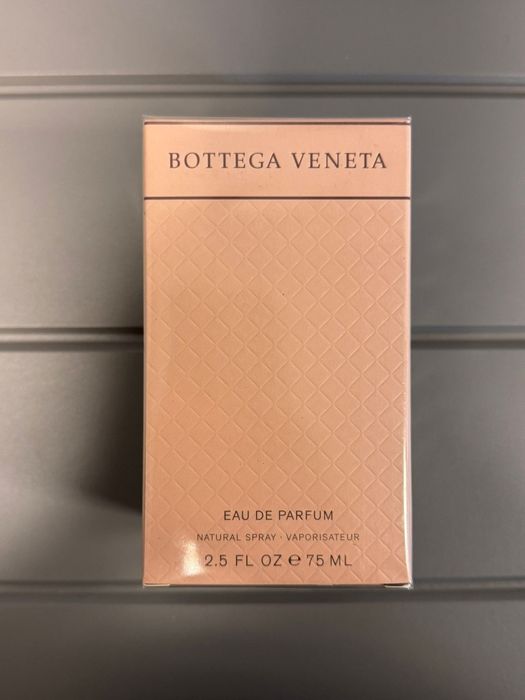 BOTTEGA VENETA
EAU DE PARFUM
NATURAL SPRAY · VAPORISATEUR
2.5 FL OZ ℮ 75 ML